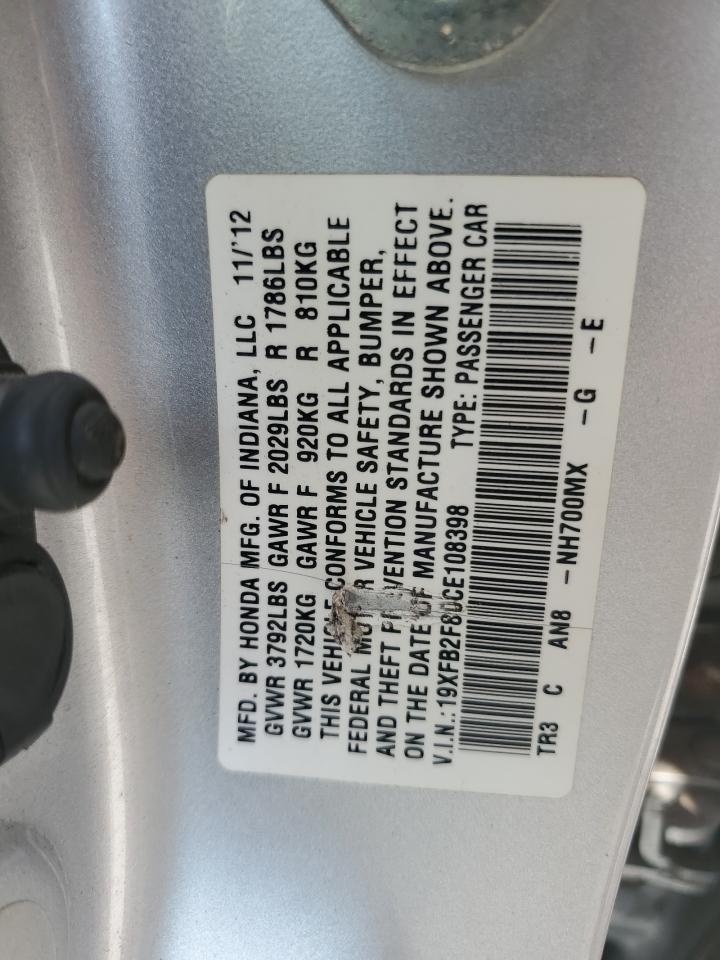 MFD. BY HONDA MFG. OF INDIANA, LLC 11/'12
GVWR 3792LBS GAWR F 2029LBS R 1786LBS
GVWR 1720KG GAWR F 920KG R 810KG
THIS VEHICLE CONFORMS TO ALL APPLICABLE
FEDERAL MOTOR VEHICLE SAFETY, BUMPER,
AND THEFT PREVENTION STANDARDS IN EFFECT
ON THE DATE OF MANUFACTURE SHOWN ABOVE.
V.I.N.: 19XFB2F80CE108398 TYPE: PASSENGER CAR
TR3 C AN8 -NH700MX -G -E